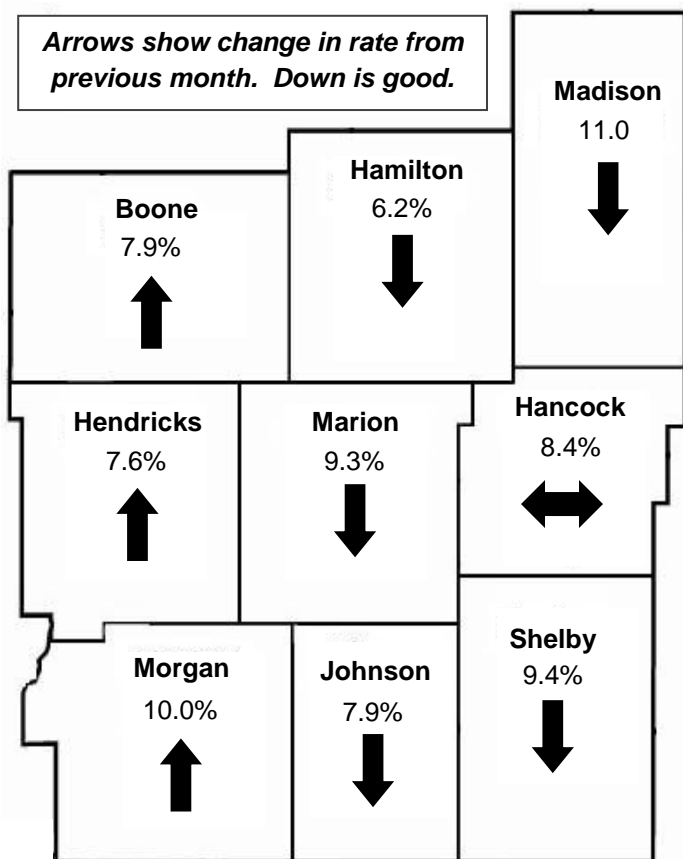 Arrows show change in rate from
previous month.  Down is good.
Madison
11.0
Hamilton
6.2%
Boone
7.9%
Hendricks
7.6%
Marion
9.3%
Hancock
8.4%
Morgan
10.0%
Johnson
7.9%
Shelby
9.4%